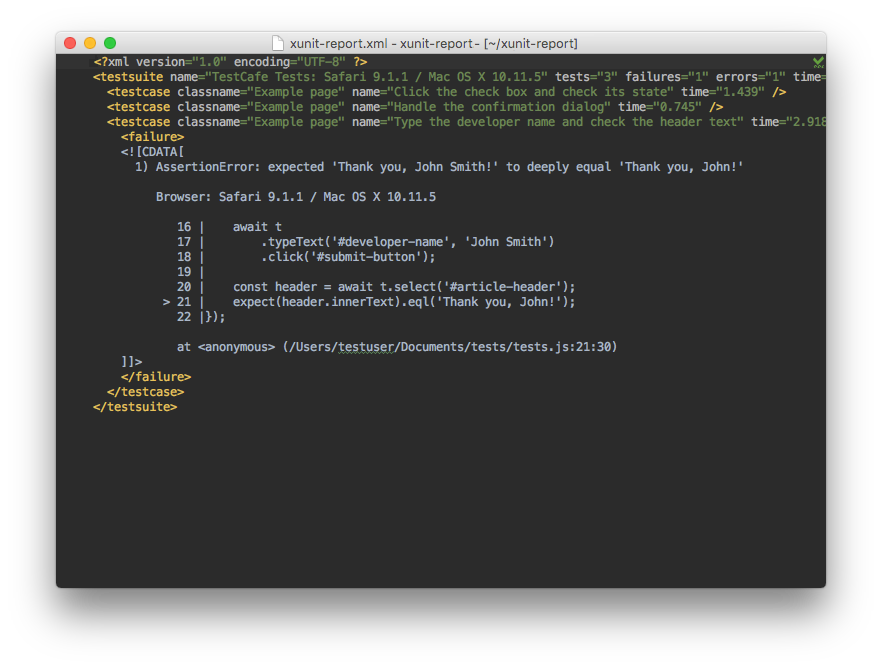 xunit-report.xml - xunit-report - [~/xunit-report]
<?xml version="1.0" encoding="UTF-8" ?>
<testsuite name="TestCafe Tests: Safari 9.1.1 / Mac OS X 10.11.5" tests="3" failures="1" errors="1" time=
  <testcase classname="Example page" name="Click the check box and check its state" time="1.439" />
  <testcase classname="Example page" name="Handle the confirmation dialog" time="0.745" />
  <testcase classname="Example page" name="Type the developer name and check the header text" time="2.918
    <failure>
    <![CDATA[
      1) AssertionError: expected 'Thank you, John Smith!' to deeply equal 'Thank you, John!'
         Browser: Safari 9.1.1 / Mac OS X 10.11.5
            16 |    await t
            17 |        .typeText('#developer-name', 'John Smith')
            18 |        .click('#submit-button');
            19 |
            20 |    const header = await t.select('#article-header');
          > 21 |    expect(header.innerText).eql('Thank you, John!');
            22 |});
            at <anonymous> (/Users/testuser/Documents/tests/tests.js:21:30)
    ]]>
    </failure>
  </testcase>
</testsuite>